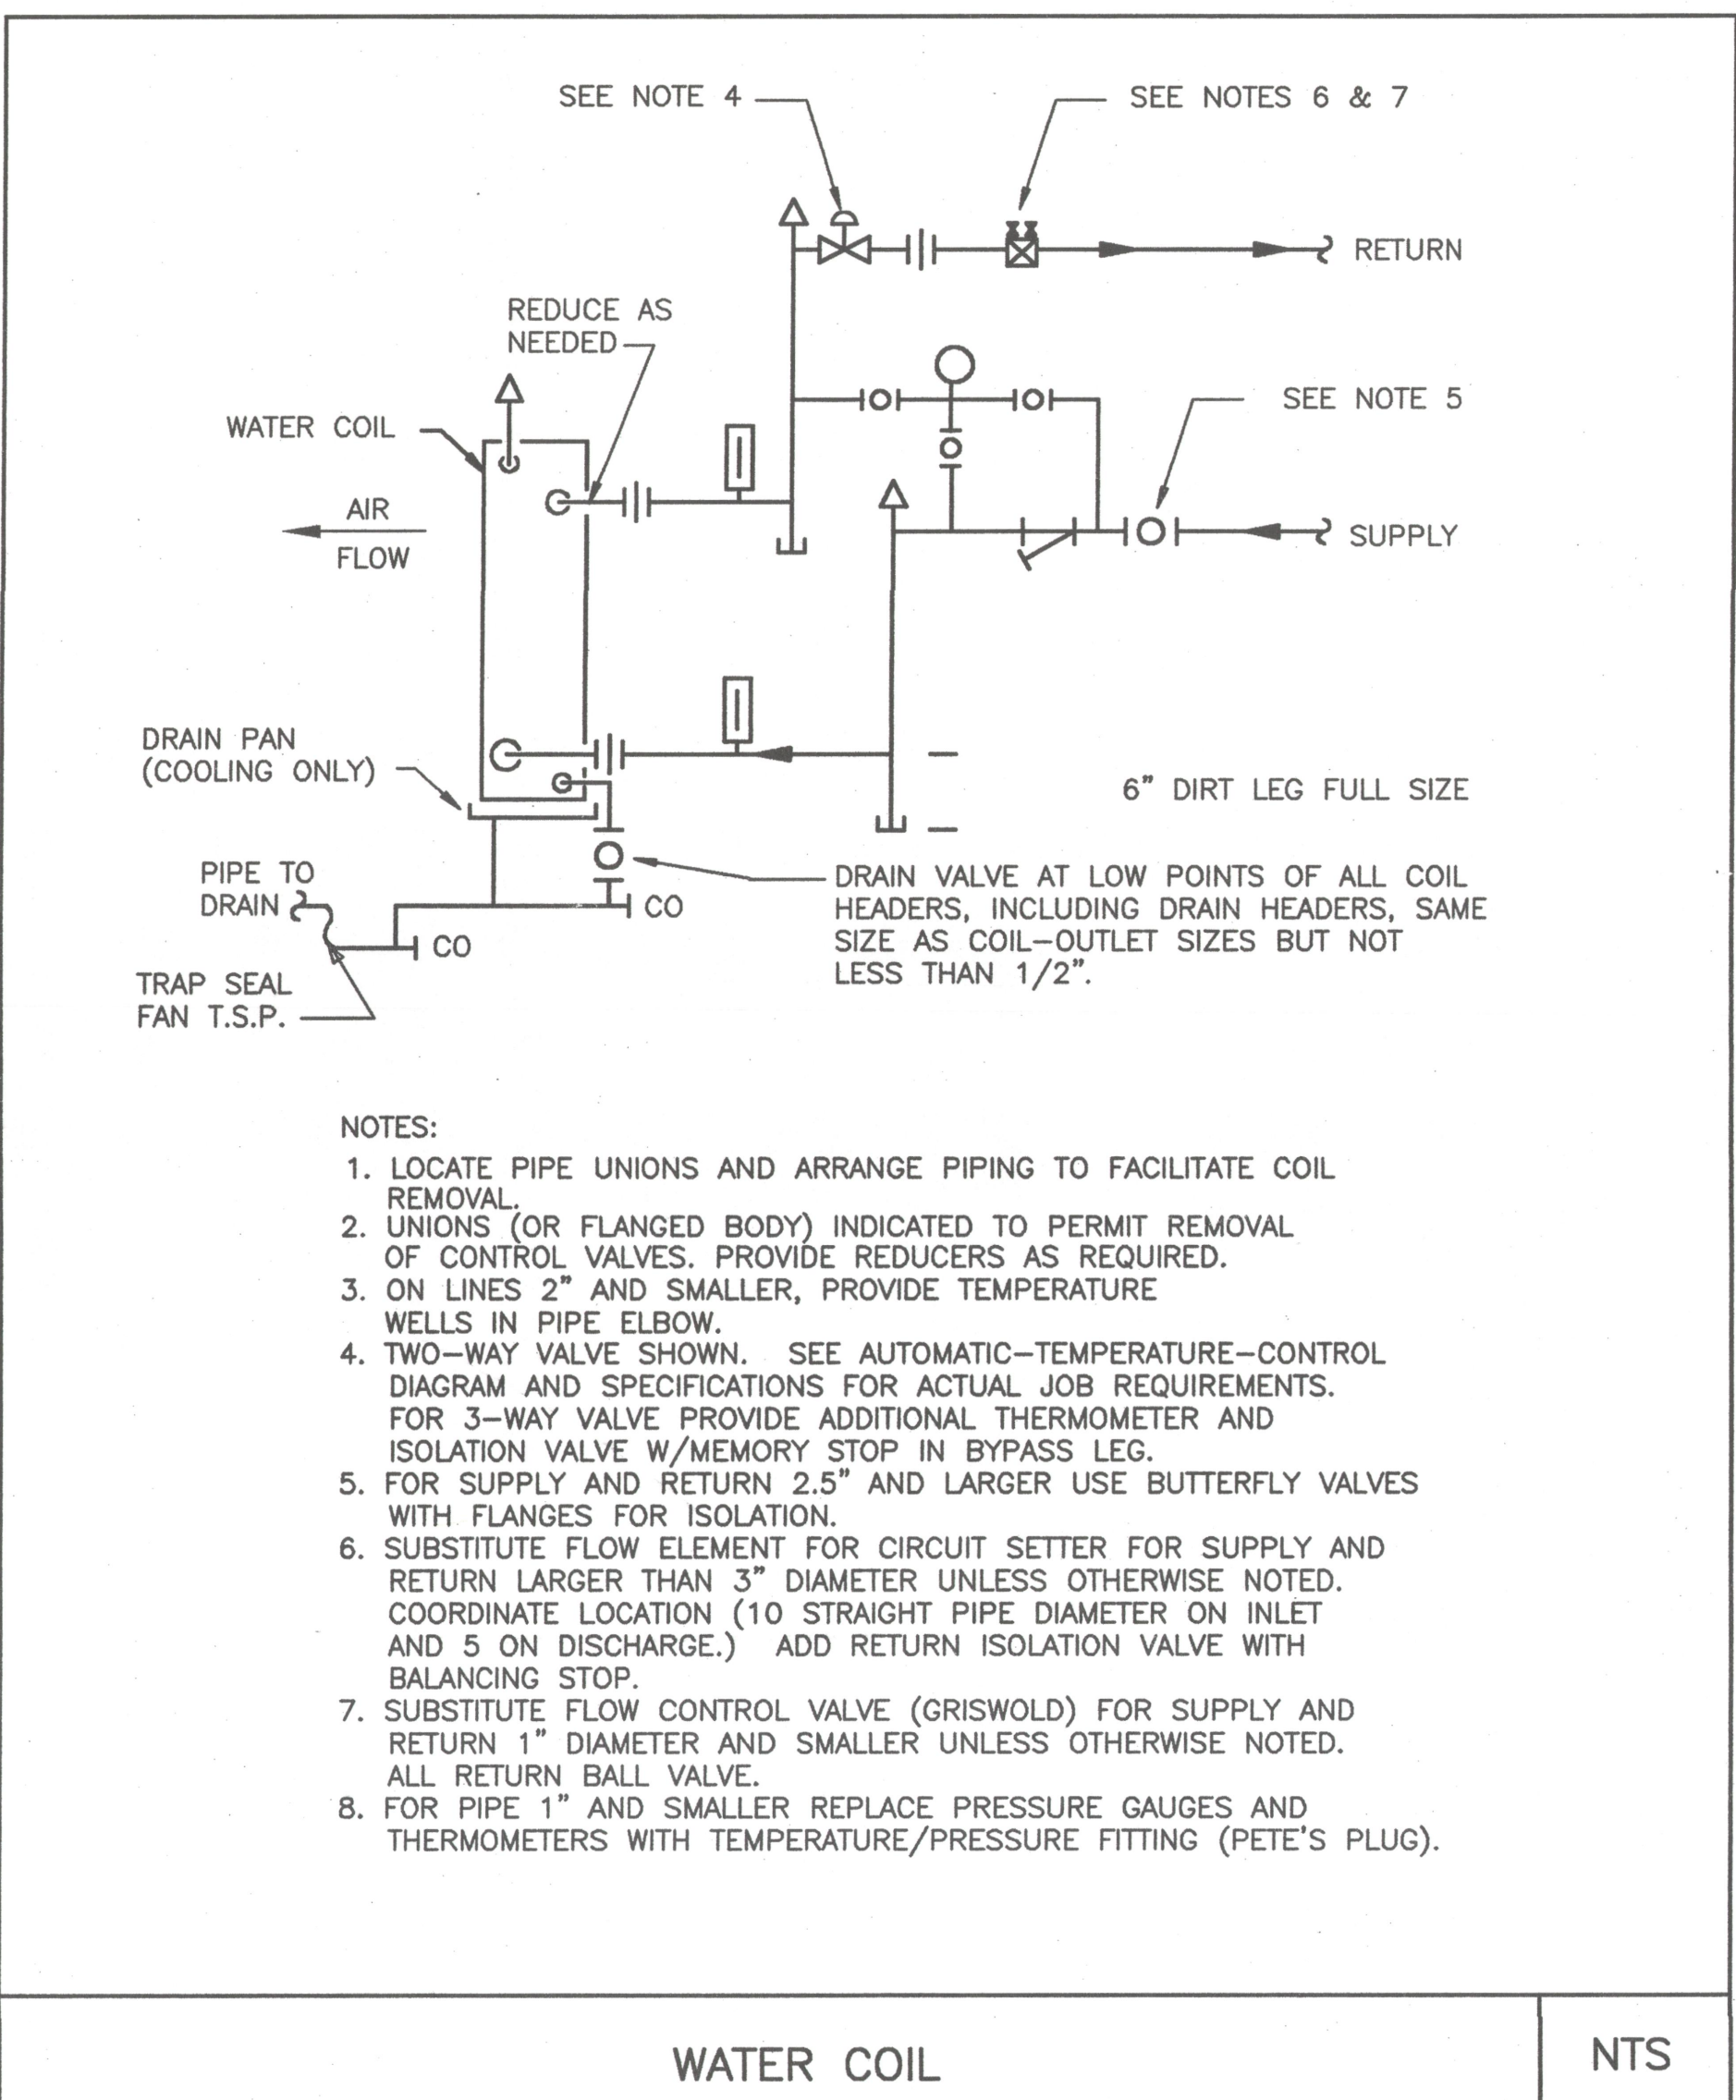 SEE NOTE 4
SEE NOTES 6 & 7
RETURN
REDUCE AS
NEEDED
SEE NOTE 5
WATER COIL
AIR
FLOW
SUPPLY
DRAIN PAN
(COOLING ONLY)
6" DIRT LEG FULL SIZE
PIPE TO
DRAIN
CO
CO
DRAIN VALVE AT LOW POINTS OF ALL COIL
HEADERS, INCLUDING DRAIN HEADERS, SAME
SIZE AS COIL-OUTLET SIZES BUT NOT
LESS THAN 1/2".
TRAP SEAL
FAN T.S.P.
NOTES:
1. LOCATE PIPE UNIONS AND ARRANGE PIPING TO FACILITATE COIL
REMOVAL.
2. UNIONS (OR FLANGED BODY) INDICATED TO PERMIT REMOVAL
OF CONTROL VALVES. PROVIDE REDUCERS AS REQUIRED.
3. ON LINES 2" AND SMALLER, PROVIDE TEMPERATURE
WELLS IN PIPE ELBOW.
4. TWO-WAY VALVE SHOWN. SEE AUTOMATIC-TEMPERATURE-CONTROL
DIAGRAM AND SPECIFICATIONS FOR ACTUAL JOB REQUIREMENTS.
FOR 3-WAY VALVE PROVIDE ADDITIONAL THERMOMETER AND
ISOLATION VALVE W/MEMORY STOP IN BYPASS LEG.
5. FOR SUPPLY AND RETURN 2.5" AND LARGER USE BUTTERFLY VALVES
WITH FLANGES FOR ISOLATION.
6. SUBSTITUTE FLOW ELEMENT FOR CIRCUIT SETTER FOR SUPPLY AND
RETURN LARGER THAN 3" DIAMETER UNLESS OTHERWISE NOTED.
COORDINATE LOCATION (10 STRAIGHT PIPE DIAMETER ON INLET
AND 5 ON DISCHARGE.) ADD RETURN ISOLATION VALVE WITH
BALANCING STOP.
7. SUBSTITUTE FLOW CONTROL VALVE (GRISWOLD) FOR SUPPLY AND
RETURN 1" DIAMETER AND SMALLER UNLESS OTHERWISE NOTED.
ALL RETURN BALL VALVE.
8. FOR PIPE 1" AND SMALLER REPLACE PRESSURE GAUGES AND
THERMOMETERS WITH TEMPERATURE/PRESSURE FITTING (PETE'S PLUG).
WATER COIL
NTS